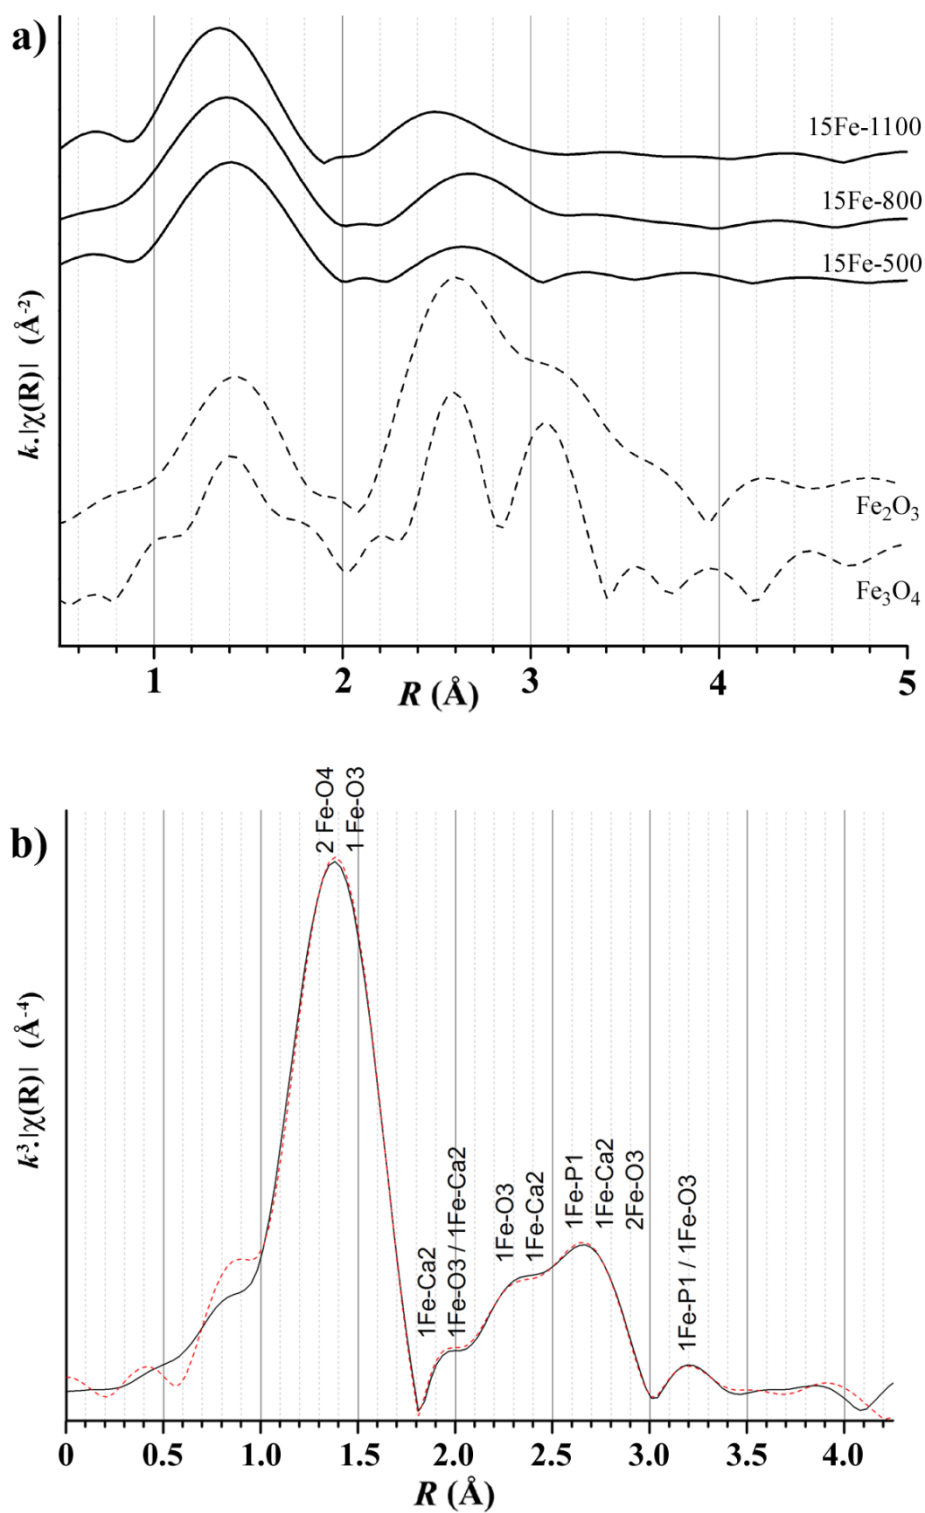 a)
15Fe-1100
15Fe-800
15Fe-500
Fe₂O₃
Fe₃O₄
k.|χ(R)| (Å⁻²)
1 2 3 4 5
R (Å)
b)
2 Fe-O4
1 Fe-O3
1Fe-Ca2
1Fe-O3 / 1Fe-Ca2
1Fe-O3
1Fe-Ca2
1Fe-P1
1Fe-Ca2
2Fe-O3
1Fe-P1 / 1Fe-O3
k³.|χ(R)| (Å⁻⁴)
0 0.5 1.0 1.5 2.0 2.5 3.0 3.5 4.0
R (Å)